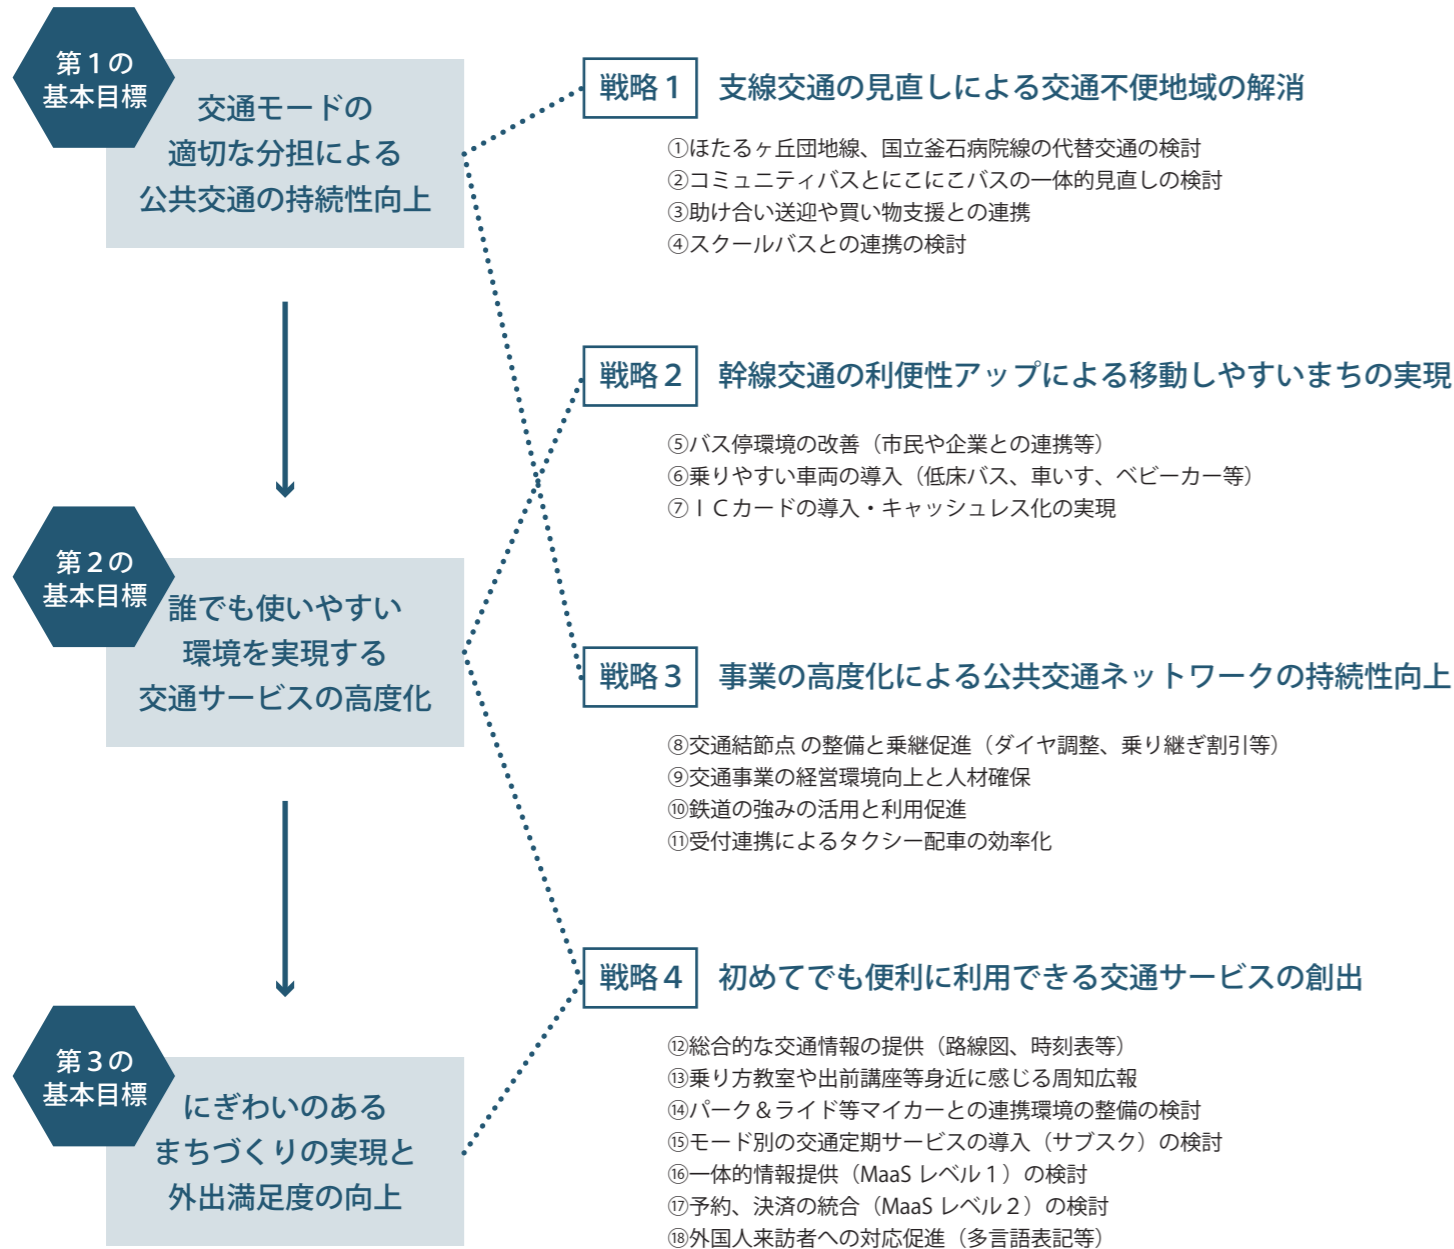 第１の
基本目標
交通モードの
適切な分担による
公共交通の持続性向上
戦略１ 支線交通の見直しによる交通不便地域の解消
①ほたるヶ丘団地線、国立釜石病院線の代替交通の検討
②コミュニティバスとにこにこバスの一体的見直しの検討
③助け合い送迎や買い物支援との連携
④スクールバスとの連携の検討
戦略２ 幹線交通の利便性アップによる移動しやすいまちの実現
⑤バス停環境の改善（市民や企業との連携等）
⑥乗りやすい車両の導入（低床バス、車いす、ベビーカー等）
⑦ＩＣカードの導入・キャッシュレス化の実現
第２の
基本目標
誰でも使いやすい
環境を実現する
交通サービスの高度化
戦略３ 事業の高度化による公共交通ネットワークの持続性向上
⑧交通結節点 の整備と乗継促進（ダイヤ調整、乗り継ぎ割引等）
⑨交通事業の経営環境向上と人材確保
⑩鉄道の強みの活用と利用促進
⑪受付連携によるタクシー配車の効率化
戦略４ 初めてでも便利に利用できる交通サービスの創出
⑫総合的な交通情報の提供（路線図、時刻表等）
⑬乗り方教室や出前講座等身近に感じる周知広報
⑭パーク＆ライド等マイカーとの連携環境の整備の検討
⑮モード別の交通定期サービスの導入（サブスク）の検討
⑯一体的情報提供（MaaS レベル１）の検討
⑰予約、決済の統合（MaaS レベル２）の検討
⑱外国人来訪者への対応促進（多言語表記等）
第３の
基本目標
にぎわいのある
まちづくりの実現と
外出満足度の向上